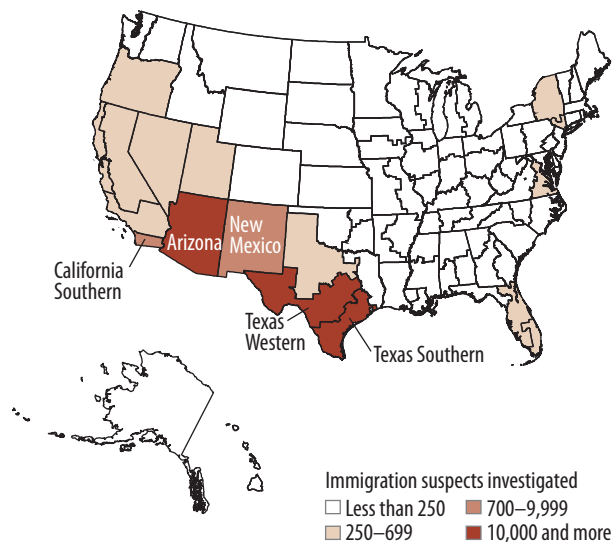 Arizona
New
Mexico
California
Southern
Texas
Western
Texas Southern
Immigration suspects investigated
Less than 250
700–9,999
250–699
10,000 and more